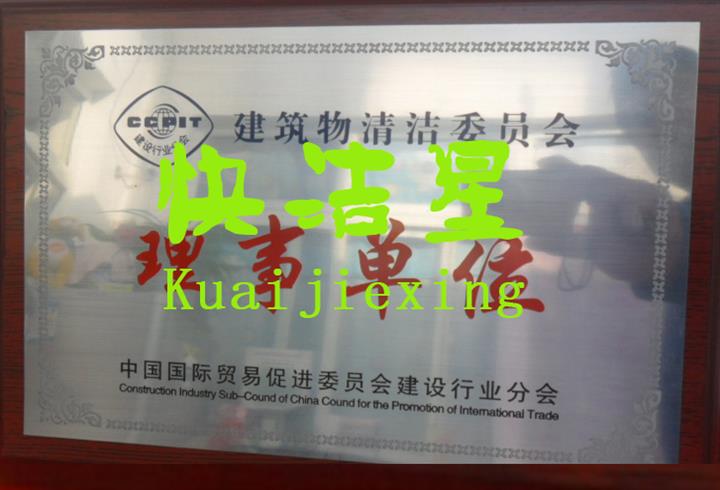 CCPIT
建设行业分会
建筑物清洁委员会
快洁星
理事单位
Kuaijiexing
中国国际贸易促进委员会建设行业分会
Construction Industry Sub-Cound of China Cound for the Promotion of International Trade